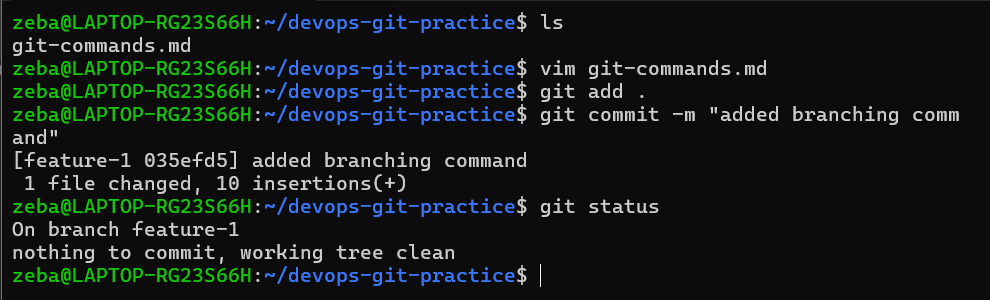 zeba@LAPTOP-RG23S66H:~/devops-git-practice$ ls
git-commands.md
zeba@LAPTOP-RG23S66H:~/devops-git-practice$ vim git-commands.md
zeba@LAPTOP-RG23S66H:~/devops-git-practice$ git add .
zeba@LAPTOP-RG23S66H:~/devops-git-practice$ git commit -m "added branching comm
and"
[feature-1 035efd5] added branching command
 1 file changed, 10 insertions(+)
zeba@LAPTOP-RG23S66H:~/devops-git-practice$ git status
On branch feature-1
nothing to commit, working tree clean
zeba@LAPTOP-RG23S66H:~/devops-git-practice$